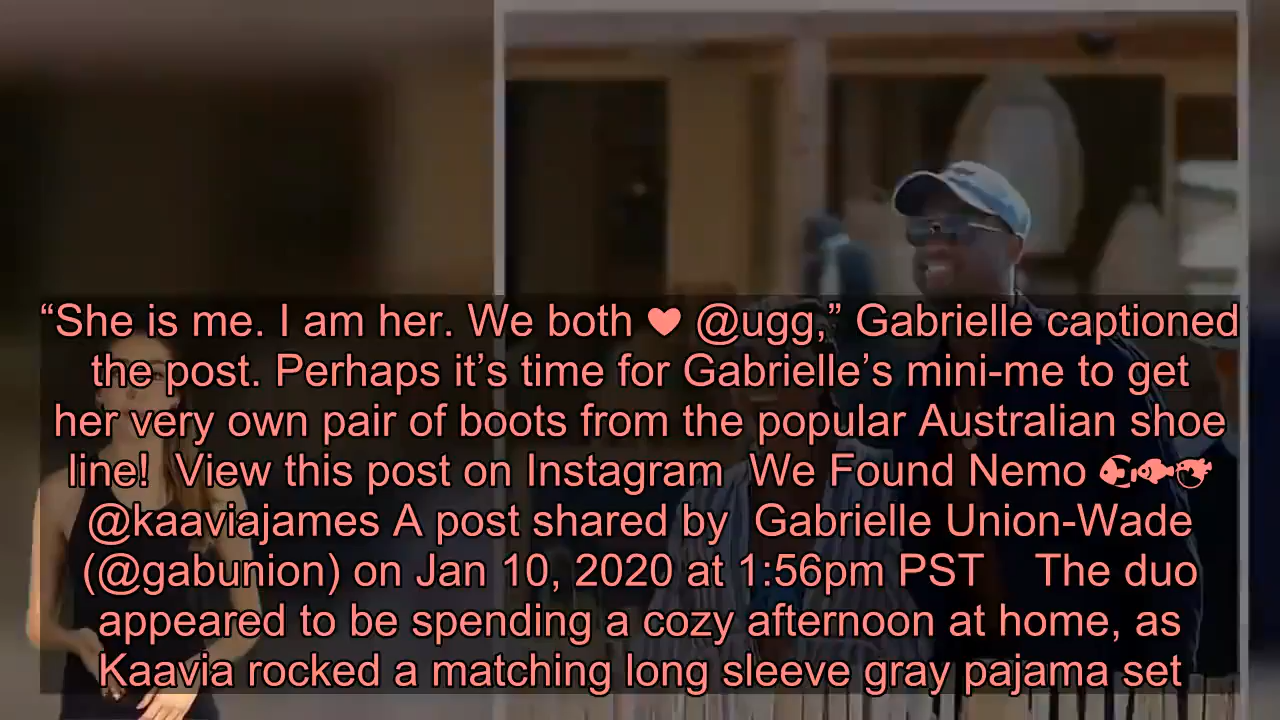 “She is me. I am her. We both ♥ @ugg,” Gabrielle captioned
the post. Perhaps it’s time for Gabrielle’s mini-me to get
her very own pair of boots from the popular Australian shoe
line!  View this post on Instagram  We Found Nemo 🐠🐟🐡
@kaaviajames A post shared by  Gabrielle Union-Wade
(@gabunion) on Jan 10, 2020 at 1:56pm PST    The duo
appeared to be spending a cozy afternoon at home, as
Kaavia rocked a matching long sleeve gray pajama set